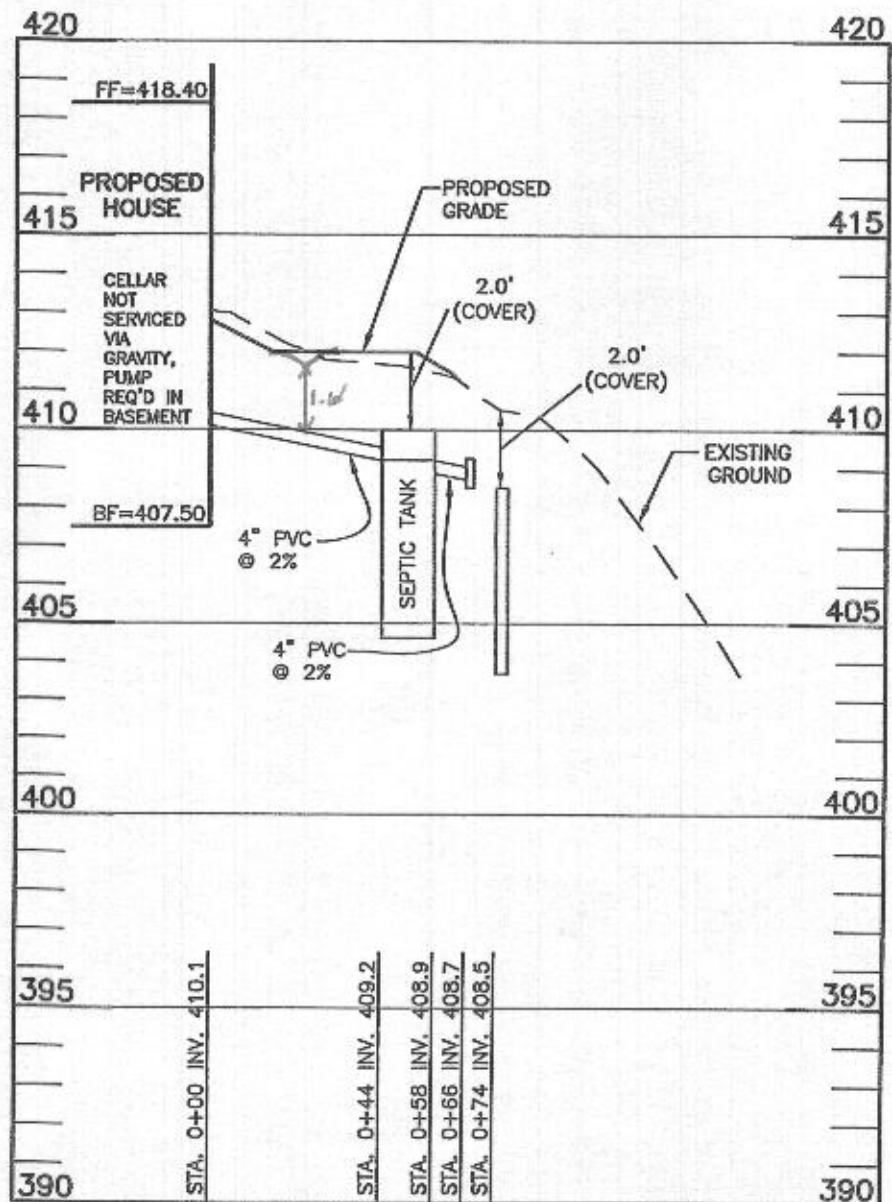 420
420
FF=418.40
PROPOSED
HOUSE
PROPOSED
GRADE
415
415
CELLAR
NOT
SERVICED
VIA
GRAVITY,
PUMP
REQ'D IN
BASEMENT
2.0'
(COVER)
2.0'
(COVER)
410
410
EXISTING
GROUND
BF=407.50
4" PVC
@ 2%
SEPTIC TANK
405
405
4" PVC
@ 2%
400
400
395
395
STA. 0+00 INV. 410.1
STA. 0+44 INV. 409.2
STA. 0+58 INV. 408.9
STA. 0+66 INV. 408.7
STA. 0+74 INV. 408.5
390
390